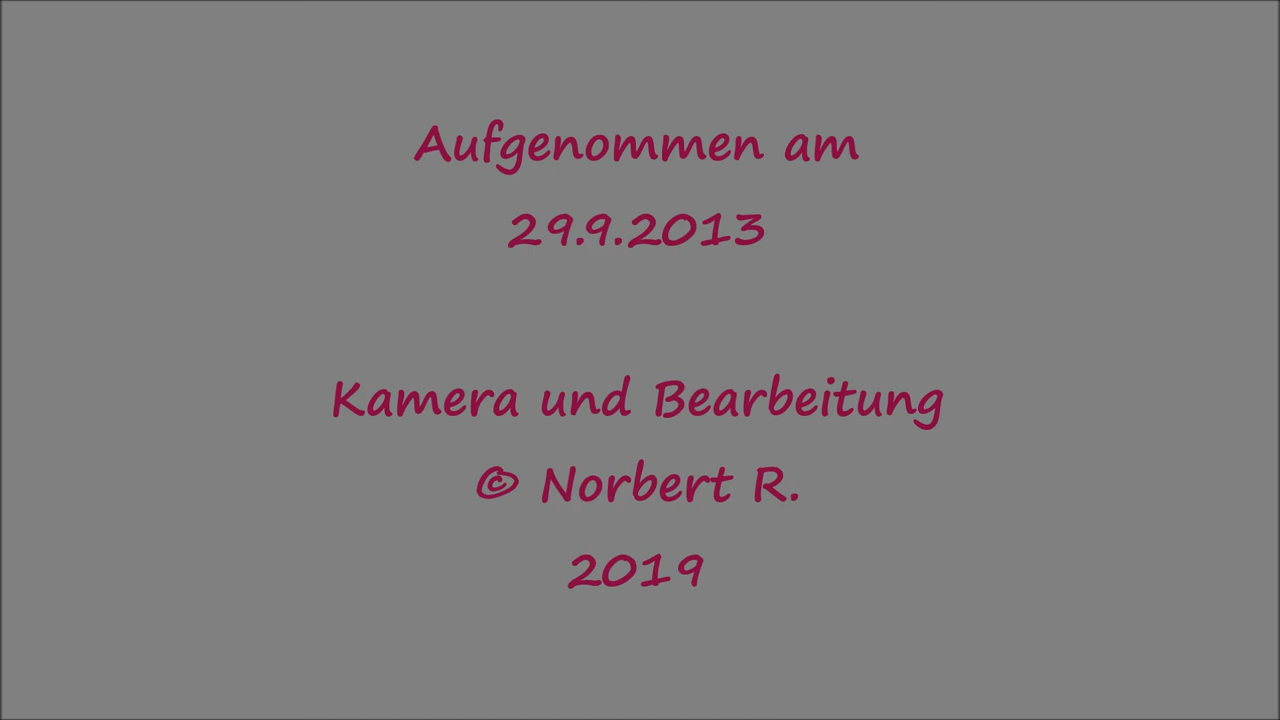 Aufgenommen am
29.9.2013
Kamera und Bearbeitung
© Norbert R.
2019